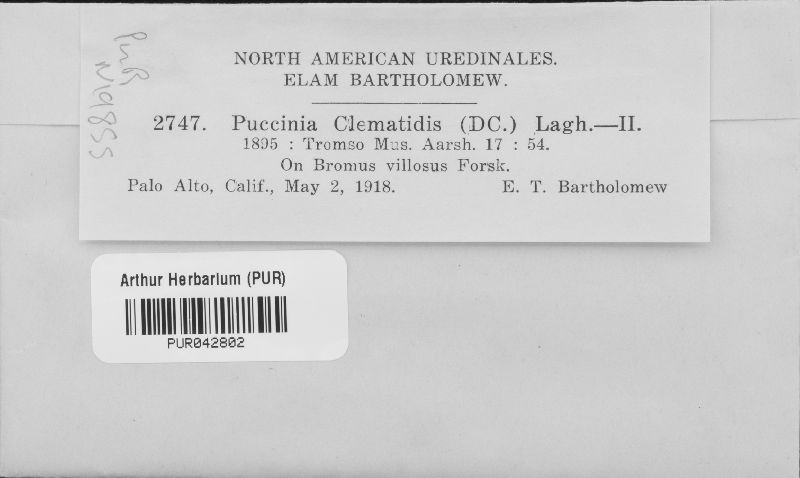 PuR
N19855
NORTH AMERICAN UREDINALES.
ELAM BARTHOLOMEW.
2747. Puccinia Clematidis (DC.) Lagh.—II.
1895 : Tromso Mus. Aarsh. 17 : 54.
On Bromus villosus Forsk.
Palo Alto, Calif., May 2, 1918. E. T. Bartholomew
Arthur Herbarium (PUR)
PUR042802